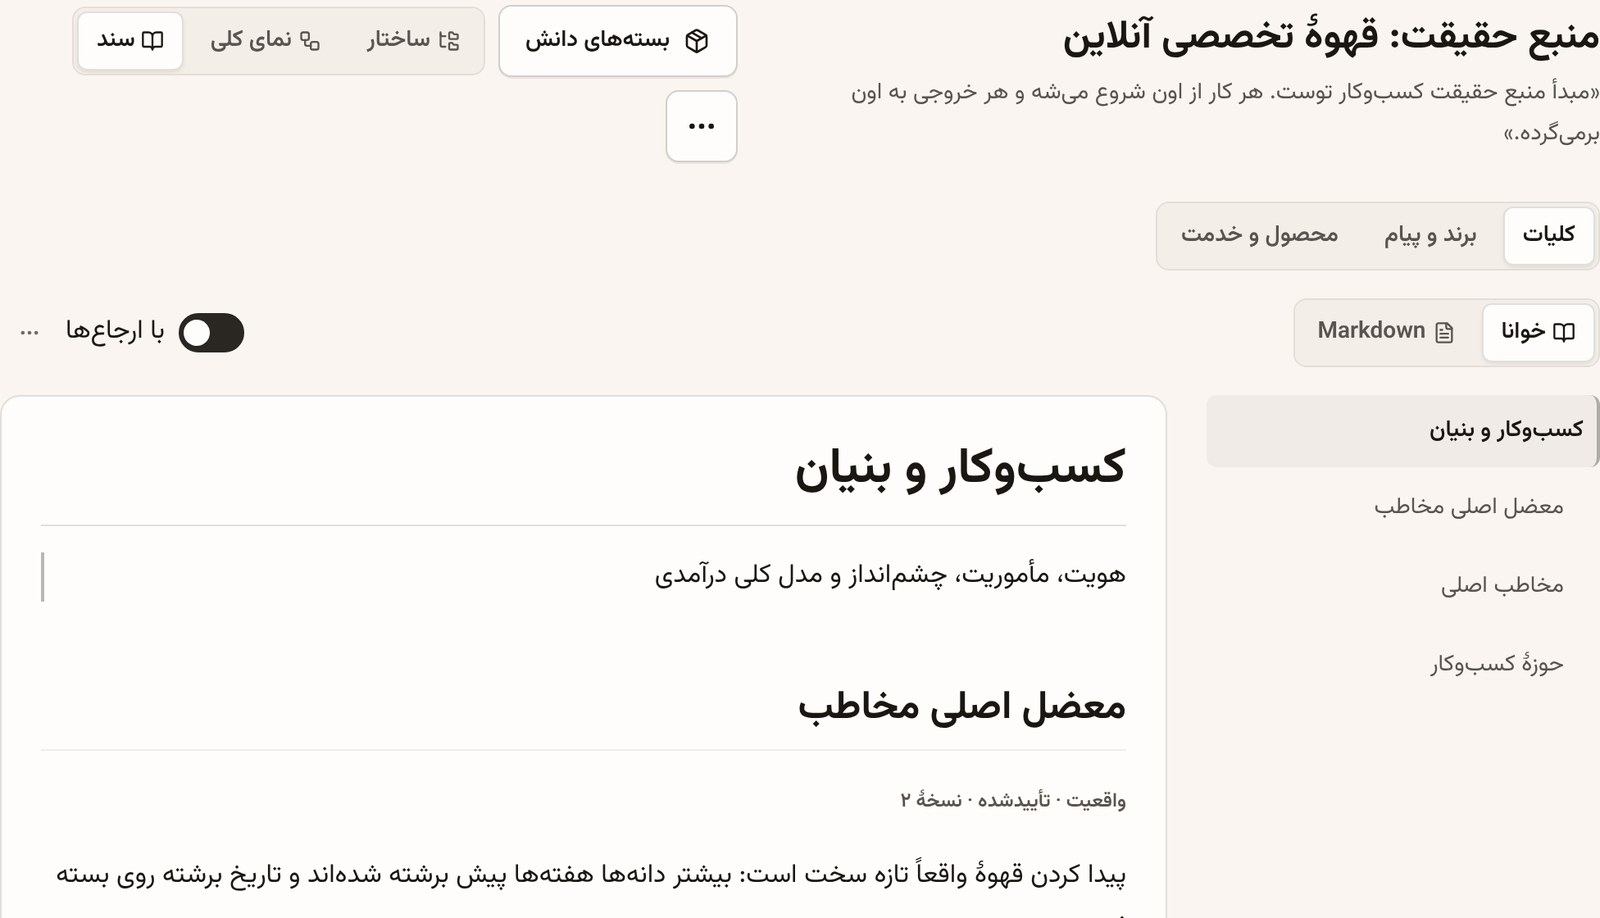 منبع حقیقت: قهوهٔ تخصصی آنلاین
«مبدأ منبع حقیقت کسب‌وکار توست. هر کار از اون شروع می‌شه و هر خروجی به اون
برمی‌گرده.»
بسته‌های دانش
ساختار
نمای کلی
سند
کلیات
برند و پیام
محصول و خدمت
خوانا
Markdown
با ارجاع‌ها
کسب‌وکار و بنیان
معضل اصلی مخاطب
مخاطب اصلی
حوزهٔ کسب‌وکار
کسب‌وکار و بنیان
هویت، مأموریت، چشم‌انداز و مدل کلی درآمدی
معضل اصلی مخاطب
واقعیت · تأییدشده · نسخهٔ ۲
پیدا کردن قهوهٔ واقعاً تازه سخت است: بیشتر دانه‌ها هفته‌ها پیش برشته شده‌اند و تاریخ برشته روی بسته